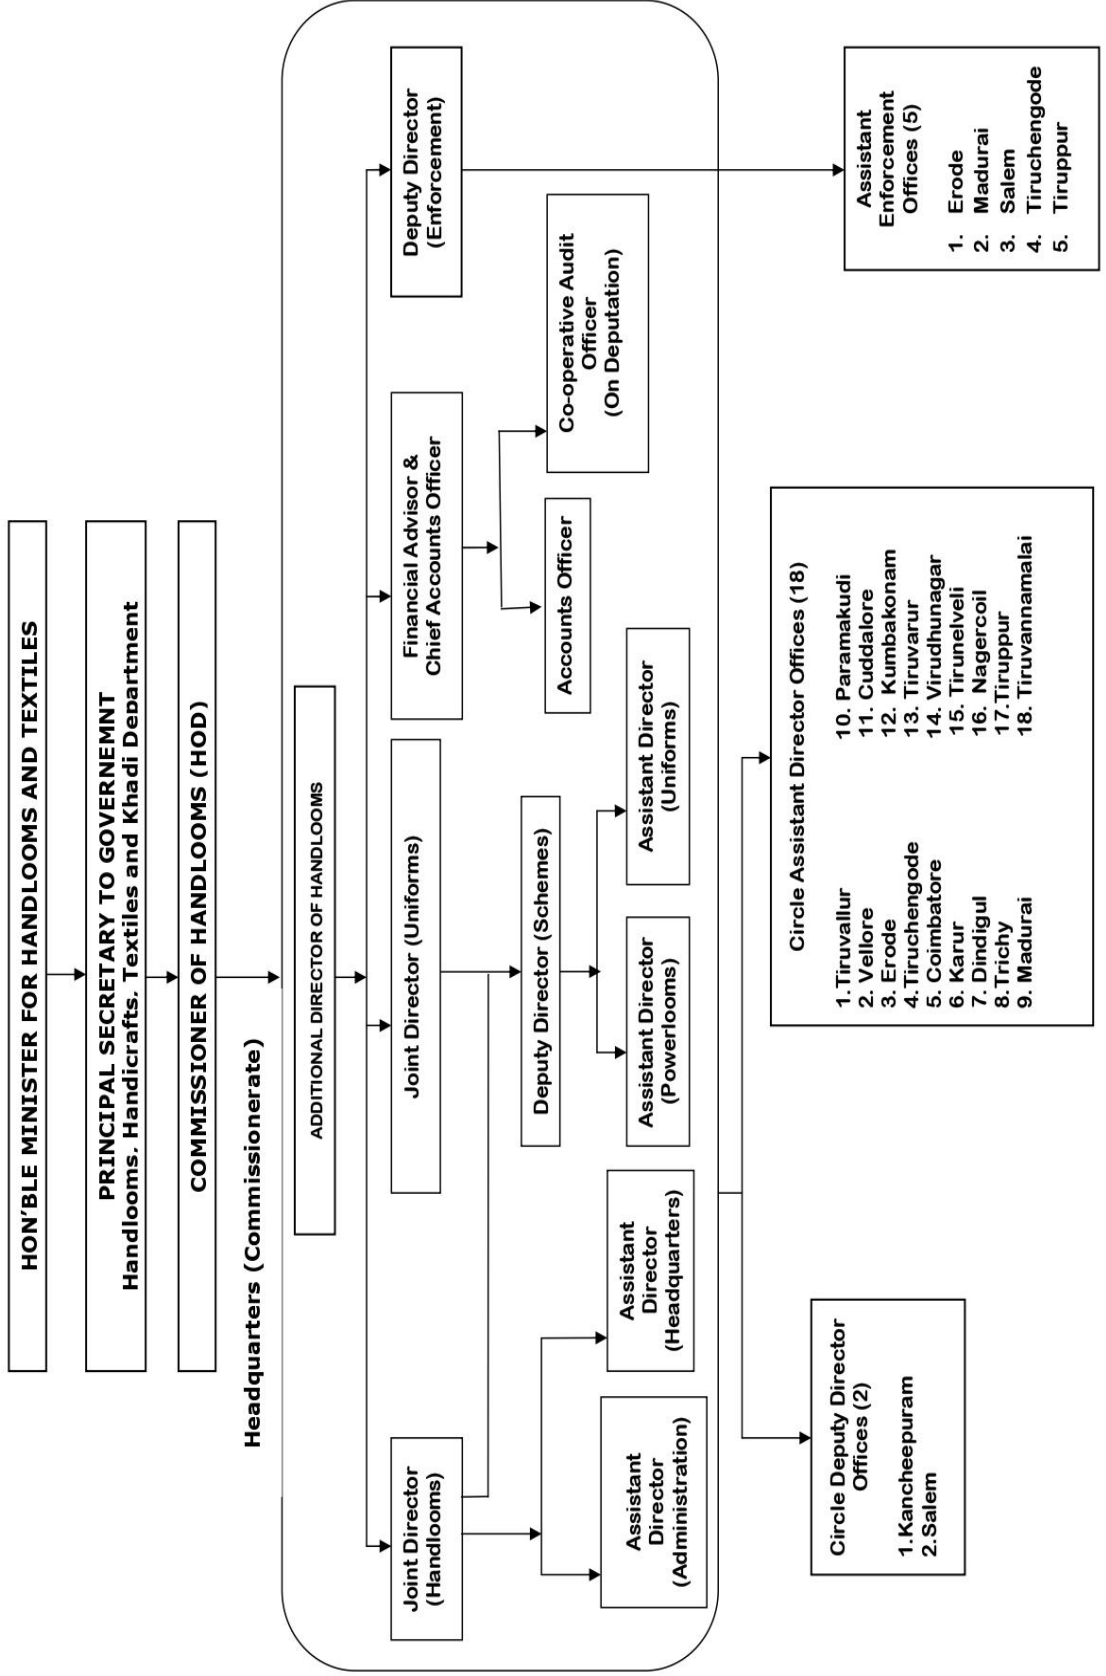 HON'BLE MINISTER FOR HANDLOOMS AND TEXTILES
PRINCIPAL SECRETARY TO GOVERNEMNT
Handlooms, Handicrafts, Textiles and Khadi Department
COMMISSIONER OF HANDLOOMS (HOD)
Headquarters (Commissionerate)
ADDITIONAL DIRECTOR OF HANDLOOMS
Joint Director
(Handlooms)
Joint Director (Uniforms)
Financial Advisor &
Chief Accounts Officer
Deputy Director
(Enforcement)
Deputy Director (Schemes)
Accounts Officer
Co-operative Audit
Officer
(On Deputation)
Assistant
Director
(Administration)
Assistant
Director
(Headquarters)
Assistant Director
(Powerlooms)
Assistant Director
(Uniforms)
Circle Deputy Director
Offices (2)
1.Kancheepuram
2.Salem
Circle Assistant Director Offices (18)
1.Tiruvallur
2. Vellore
3. Erode
4.Tiruchengode
5. Coimbatore
6. Karur
7. Dindigul
8.Trichy
9. Madurai
10. Paramakudi
11. Cuddalore
12. Kumbakonam
13. Tiruvarur
14. Virudhunagar
15. Tirunelveli
16. Nagercoil
17.Tiruppur
18. Tiruvannamalai
Assistant
Enforcement
Offices (5)
1. Erode
2. Madurai
3. Salem
4. Tiruchengode
5. Tiruppur